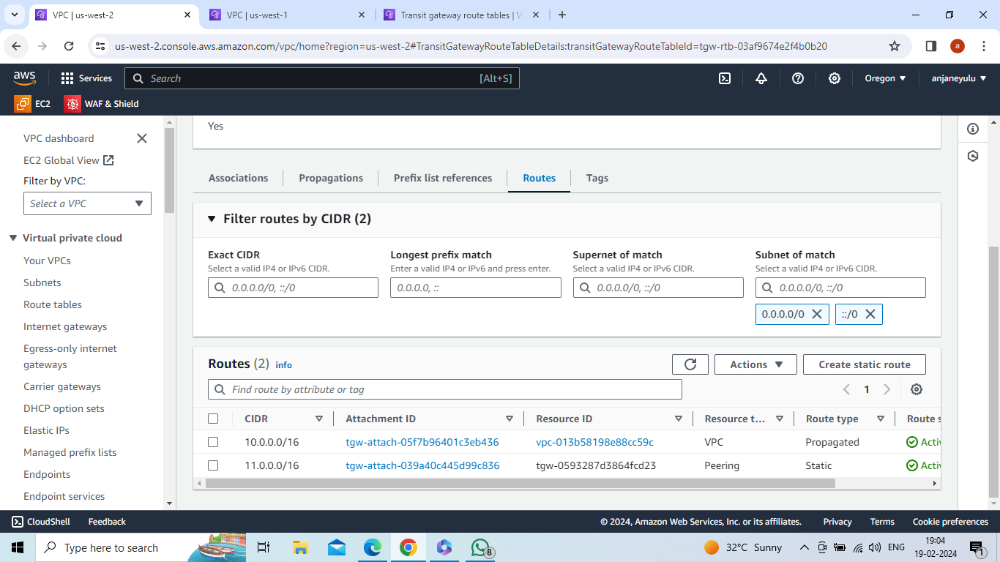 VPC | us-west-2
VPC | us-west-1
Transit gateway route tables |
us-west-2.console.aws.amazon.com/vpc/home?region=us-west-2#TransitGatewayRouteTableDetails:transitGatewayRouteTableId=tgw-rtb-03af9674e2f4b0b20
a
aws
Services
Search
[Alt+S]
Oregon
anjaneyulu
EC2
WAF & Shield
VPC dashboard
EC2 Global View
Filter by VPC:
Select a VPC
Virtual private cloud
Your VPCs
Subnets
Route tables
Internet gateways
Egress-only internet
gateways
Carrier gateways
DHCP option sets
Elastic IPs
Managed prefix lists
Endpoints
Endpoint services
Yes
Associations
Propagations
Prefix list references
Routes
Tags
Filter routes by CIDR (2)
Exact CIDR
Select a valid IP4 or IPv6 CIDR.
0.0.0.0/0, ::/0
Longest prefix match
Enter a valid IP4 or IPv6 and press enter.
0.0.0.0, ::
Supernet of match
Select a valid IP4 or IPv6 CIDR.
0.0.0.0/0, ::/0
Subnet of match
Select a valid IP4 or IPv6 CIDR.
0.0.0.0/0, ::/0
0.0.0.0/0
::/0
Routes (2) info
Actions
Create static route
Find route by attribute or tag
1
CIDR Attachment ID Resource ID Resource t... Route type Route s
10.0.0.0/16 tgw-attach-05f7b96401c3eb436 vpc-013b58198e88cc59c VPC Propagated Activ
11.0.0.0/16 tgw-attach-039a40c445d99c836 tgw-0593287d3864fcd23 Peering Static Activ
CloudShell
Feedback
© 2024, Amazon Web Services, Inc. or its affiliates.
Privacy
Terms
Cookie preferences
Type here to search
8
32°C Sunny
ENG
19:04
19-02-2024
1